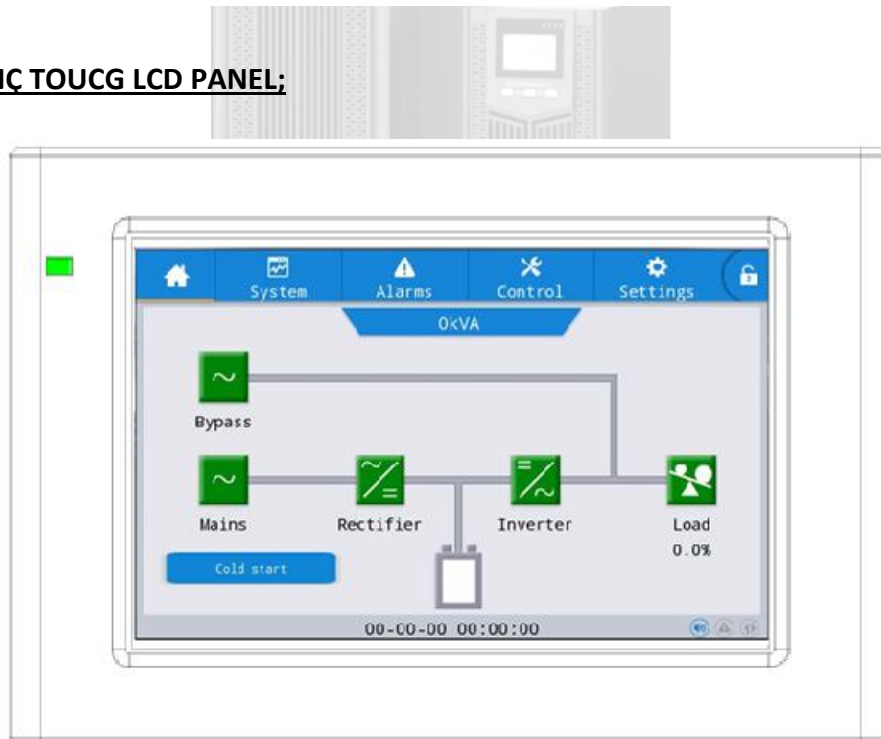 IÇ TOUCG LCD PANEL;
System
Alarms
Control
Settings
0kVA
Bypass
Mains
Rectifier
Inverter
Load
0.0%
Cold start
00-00-00 00:00:00